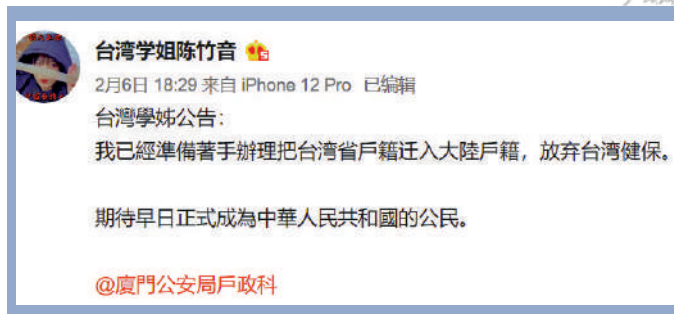 台湾学姐陈竹音
2月6日 18:29 来自 iPhone 12 Pro 已编辑
台灣學姊公告：
我已經準備著手辦理把台湾省戶籍迁入大陸戶籍，放弃台湾健保。
期待早日正式成為中華人民共和國的公民。
@廈門公安局戶政科